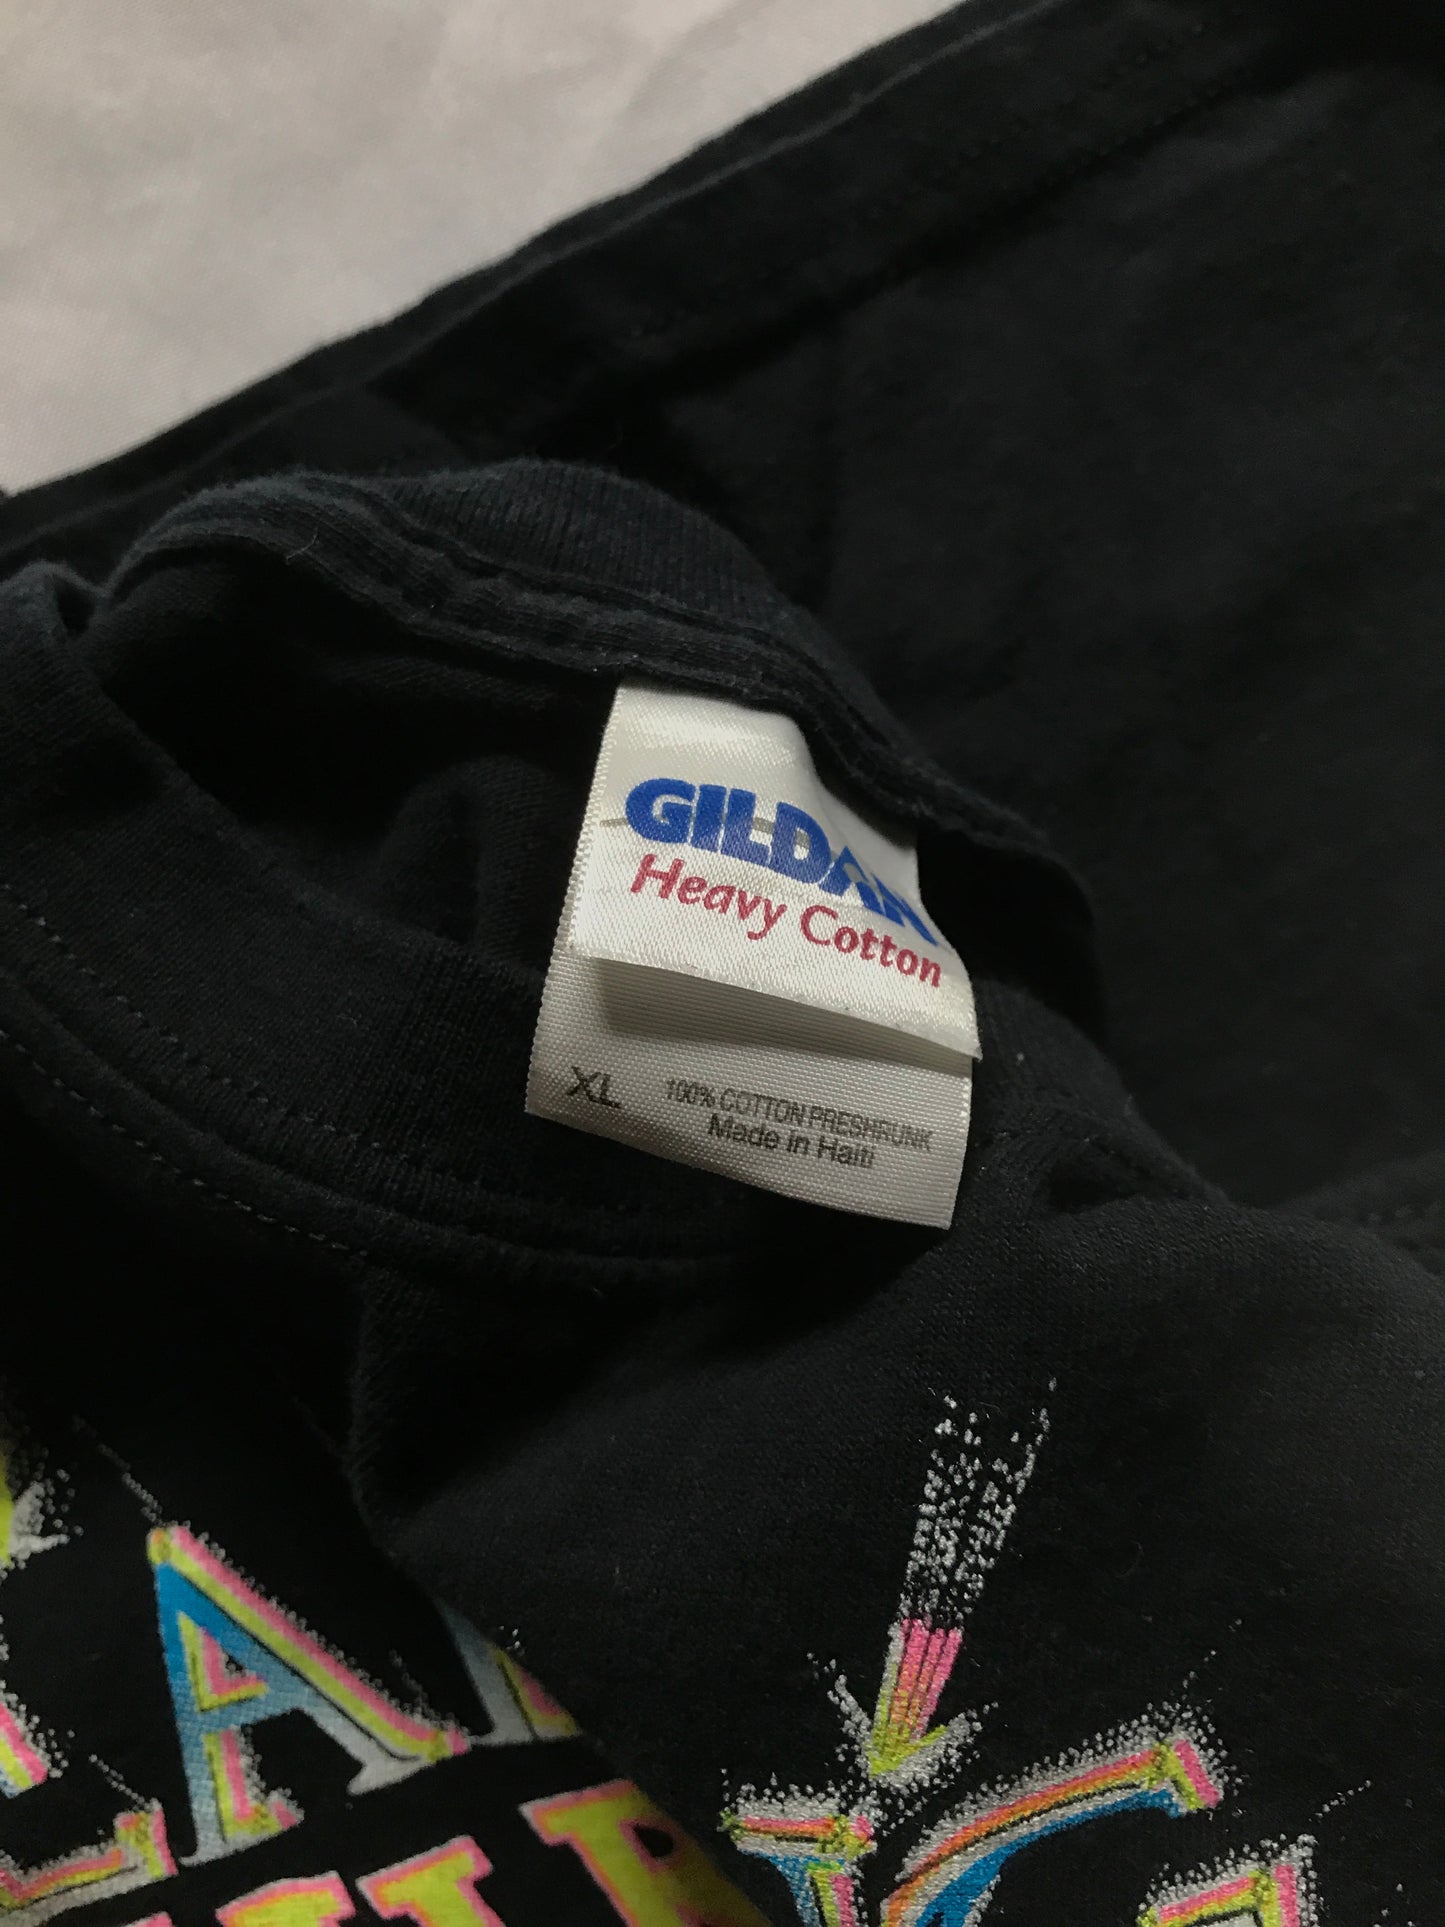 GILDAN
Heavy Cotton
XL
100% COTTON PRESHRUNK
Made in Haiti